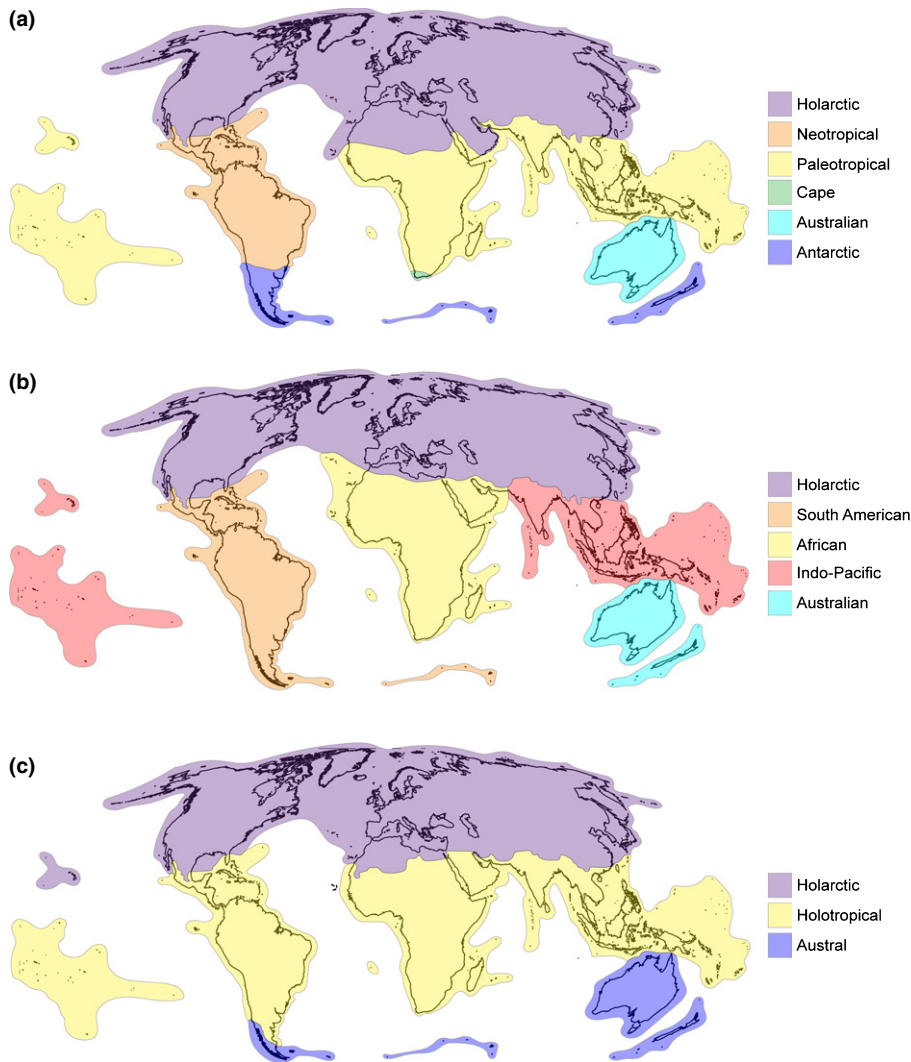 (a)
Holarctic
Neotropical
Paleotropical
Cape
Australian
Antarctic
(b)
Holarctic
South American
African
Indo-Pacific
Australian
(c)
Holarctic
Holotropical
Austral